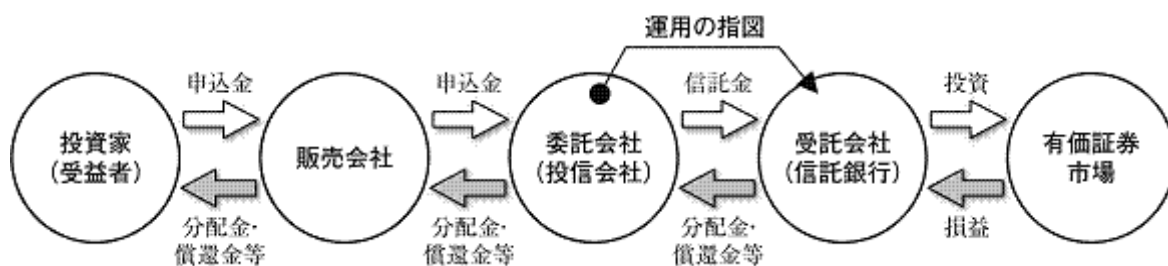 運用の指図
申込金
申込金
信託金
投資
投資家
(受益者)
販売会社
委託会社
(投信会社)
受託会社
(信託銀行)
有価証券
市場
分配金・
償還金等
分配金・
償還金等
分配金・
償還金等
損益